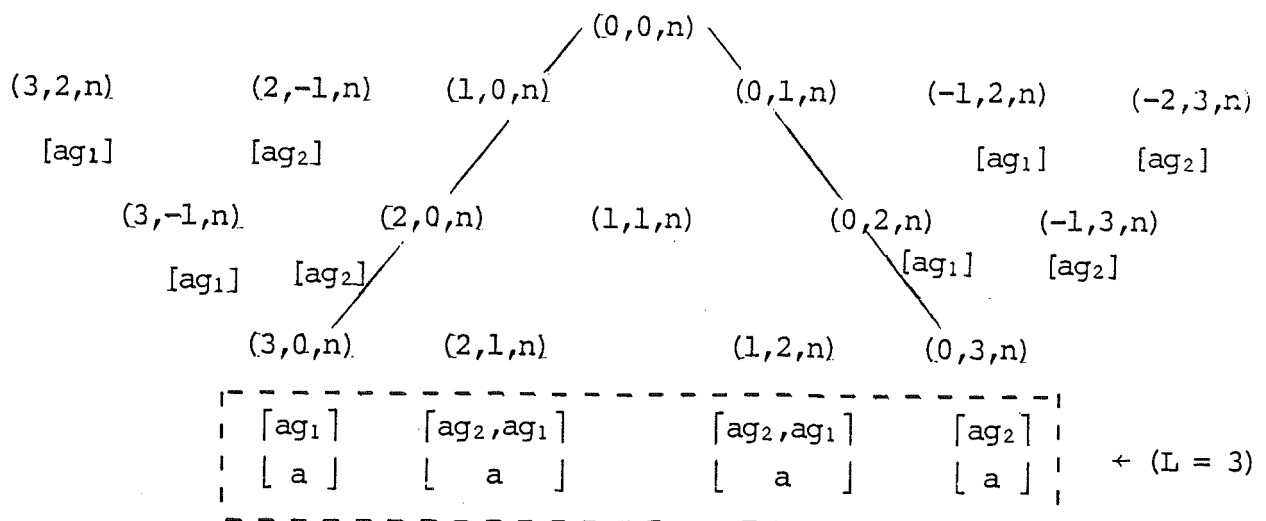 (0,0,n)
(3,2,n) (2,-1,n) (1,0,n) (0,1,n) (-1,2,n) (-2,3,n)
[ag₁] [ag₂] [ag₁] [ag₂]
(3,-1,n) (2,0,n) (1,1,n) (0,2,n) (-1,3,n)
[ag₁] [ag₂] [ag₁] [ag₂]
(3,0,n) (2,1,n) (1,2,n) (0,3,n)
⌈ag₁⌉ ⌈ag₂,ag₁⌉ ⌈ag₂,ag₁⌉ ⌈ag₂⌉
⌊ a ⌋ ⌊ a ⌋ ⌊ a ⌋ ⌊ a ⌋ ← (L = 3)